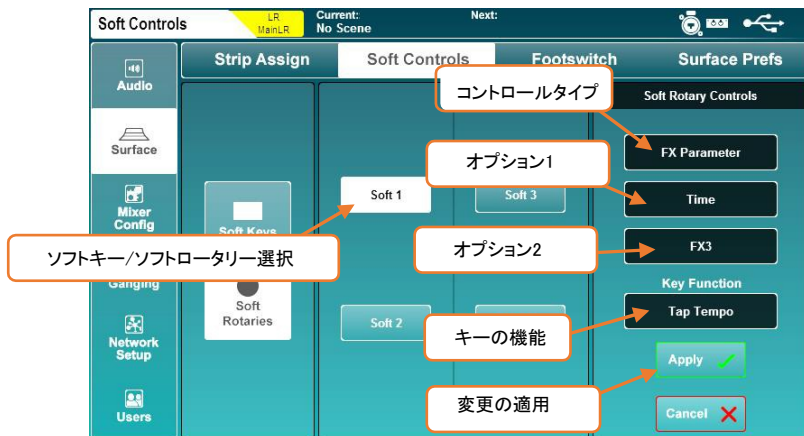 Soft Controls
LR
MainLR
Current:
No Scene
Next:
Audio
Surface
Mixer
Config
Ganging
Network
Setup
Users
Strip Assign
Soft Controls
Footswitch
Surface Prefs
Soft Keys
Soft
Rotaries
Soft 1
Soft 2
Soft 3
Soft Rotary Controls
FX Parameter
Time
FX3
Key Function
Tap Tempo
Apply
Cancel
コントロールタイプ
オプション1
ソフトキー/ソフトロータリー選択
オプション2
キーの機能
変更の適用